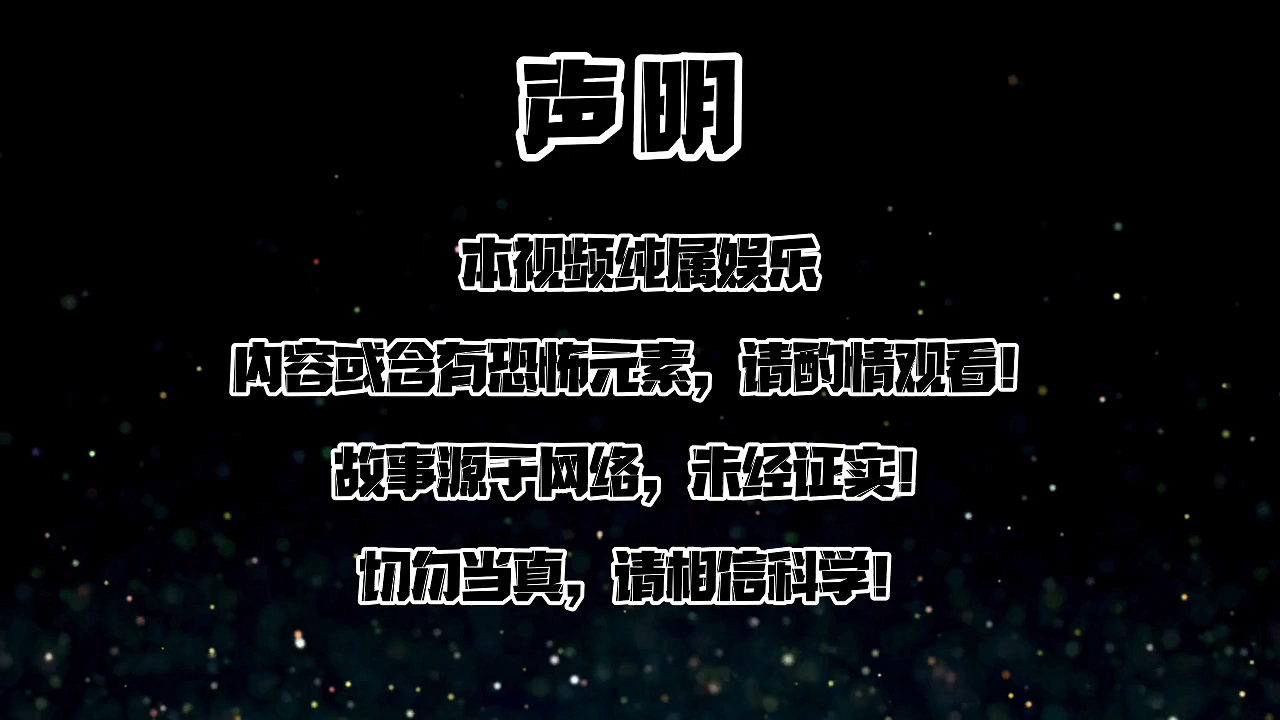 声明
本视频纯属娱乐
内容或含有恐怖元素，请酌情观看！
故事源于网络，未经证实！
切勿当真，请相信科学！